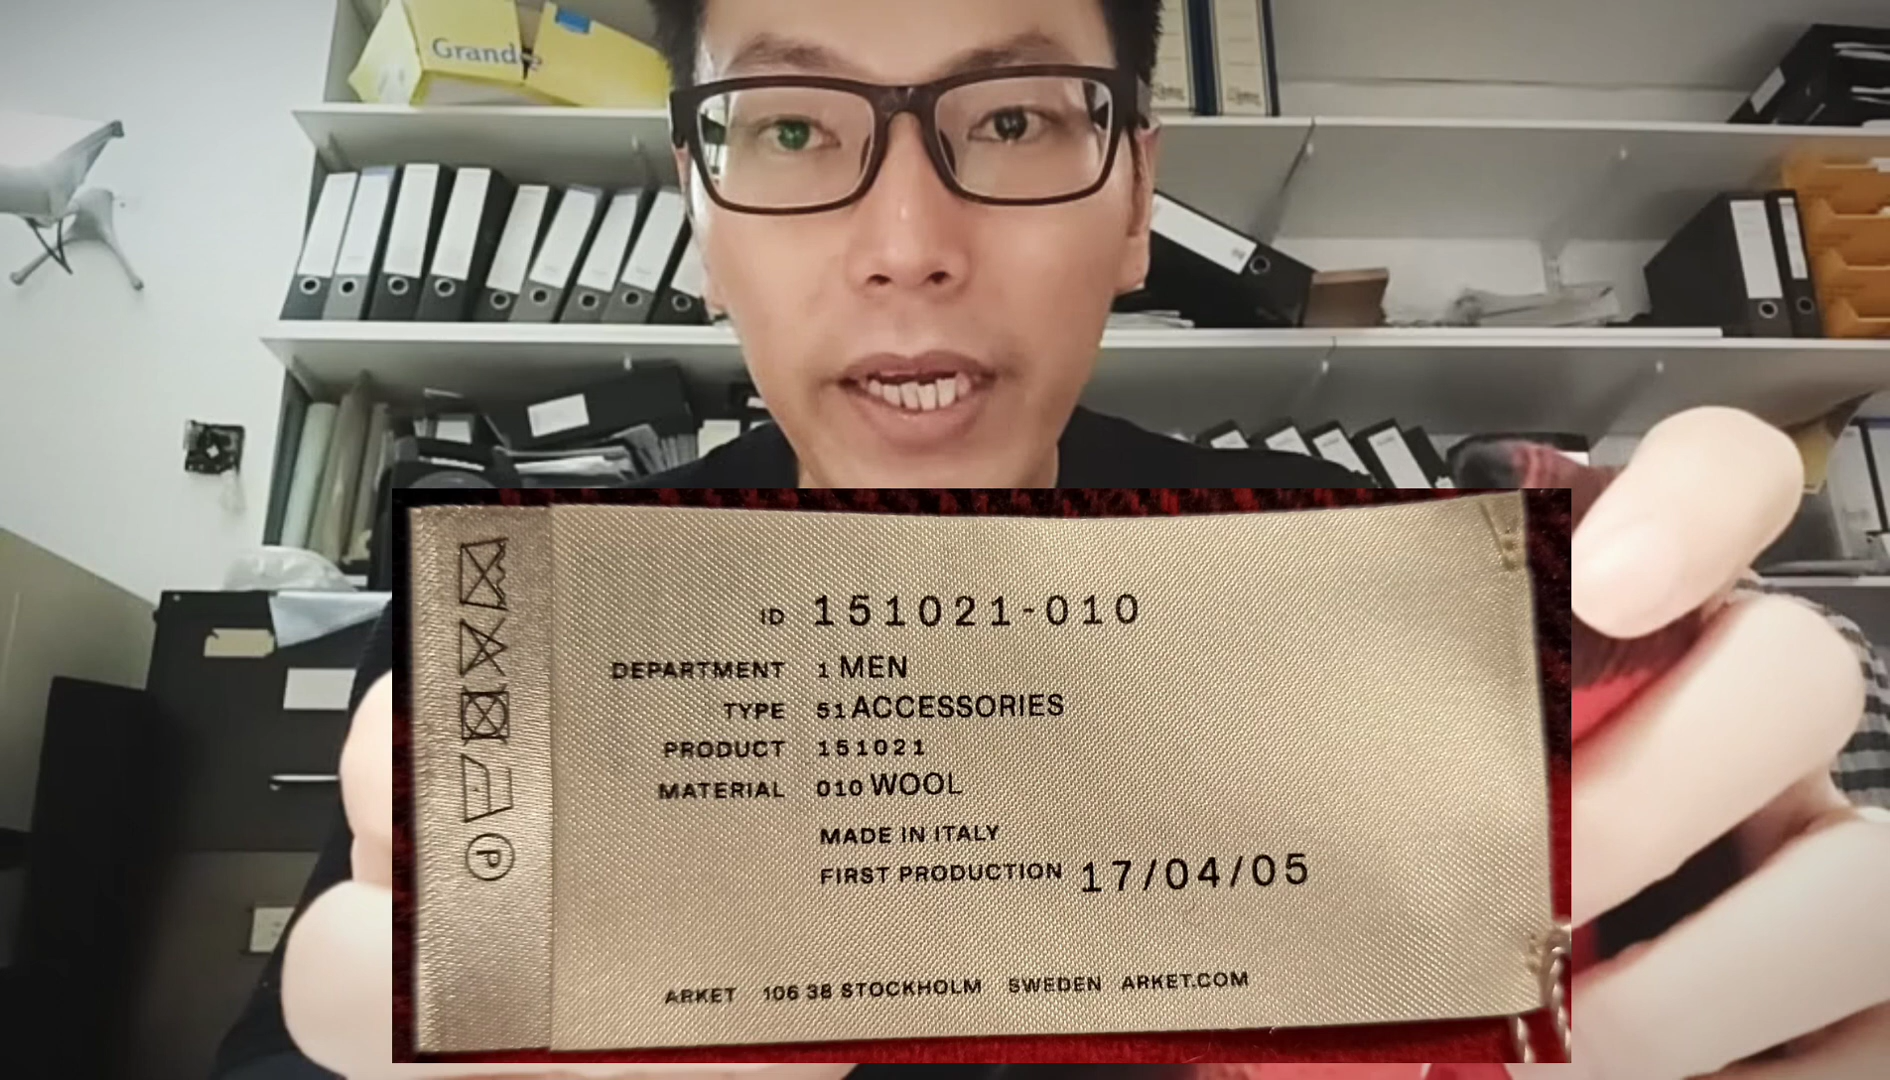 Grande
ID 151021-010
DEPARTMENT 1 MEN
TYPE 51 ACCESSORIES
PRODUCT 151021
MATERIAL 010 WOOL
MADE IN ITALY
FIRST PRODUCTION 17/04/05
ARKET 106 38 STOCKHOLM SWEDEN ARKET.COM
P